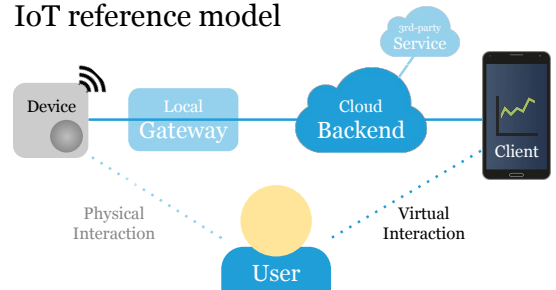 IoT reference model
3rd-party
Service
Device
Local
Gateway
Cloud
Backend
Client
Physical
Interaction
Virtual
Interaction
User